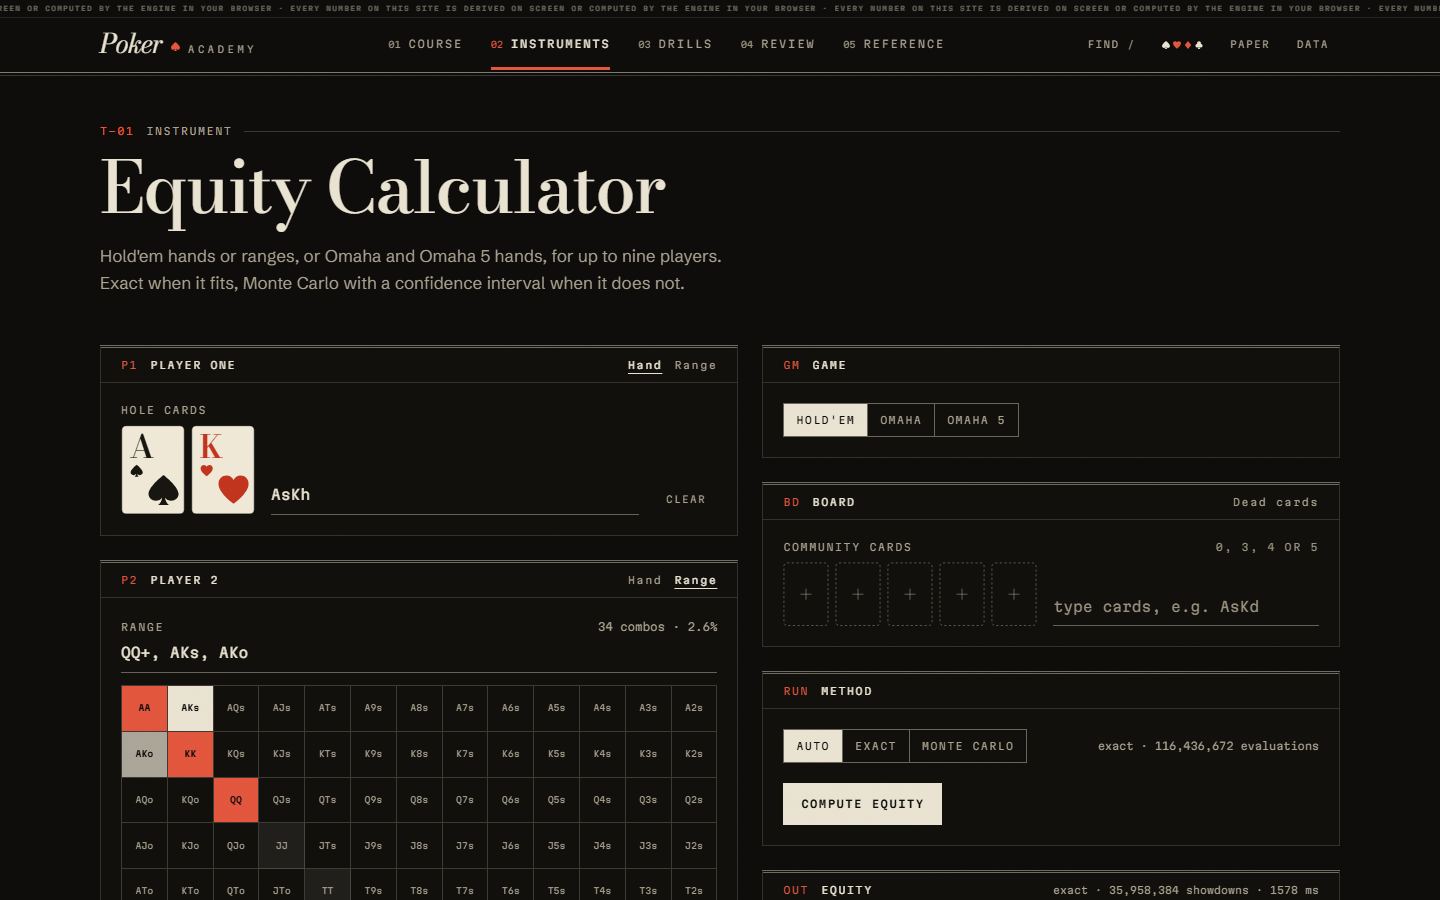 REEN OR COMPUTED BY THE ENGINE IN YOUR BROWSER · EVERY NUMBER ON THIS SITE IS DERIVED ON SCREEN OR COMPUTED BY THE ENGINE IN YOUR BROWSER · EVERY NUMBER ON THIS SITE IS DERIVED ON SCREEN OR COMPUTED BY THE ENGINE IN YOUR BROWSER · EVERY NUMB
Poker ♠ ACADEMY
01 COURSE 02 INSTRUMENTS 03 DRILLS 04 REVIEW 05 REFERENCE
FIND / ♠♥♦♣ PAPER DATA
T—01 INSTRUMENT
Equity Calculator
Hold'em hands or ranges, or Omaha and Omaha 5 hands, for up to nine players.
Exact when it fits, Monte Carlo with a confidence interval when it does not.
P1 PLAYER ONE Hand Range
HOLE CARDS
A K
AsKh
CLEAR
P2 PLAYER 2 Hand Range
RANGE 34 combos · 2.6%
QQ+, AKs, AKo
AA AKs AQs AJs ATs A9s A8s A7s A6s A5s A4s A3s A2s
AKo KK KQs KJs KTs K9s K8s K7s K6s K5s K4s K3s K2s
AQo KQo QQ QJs QTs Q9s Q8s Q7s Q6s Q5s Q4s Q3s Q2s
AJo KJo QJo JJ JTs J9s J8s J7s J6s J5s J4s J3s J2s
ATo KTo QTo JTo TT T9s T8s T7s T6s T5s T4s T3s T2s
GM GAME
HOLD'EM OMAHA OMAHA 5
BD BOARD Dead cards
COMMUNITY CARDS 0, 3, 4 OR 5
+ + + + +
type cards, e.g. AsKd
RUN METHOD
AUTO EXACT MONTE CARLO exact · 116,436,672 evaluations
COMPUTE EQUITY
OUT EQUITY exact · 35,958,384 showdowns · 1578 ms